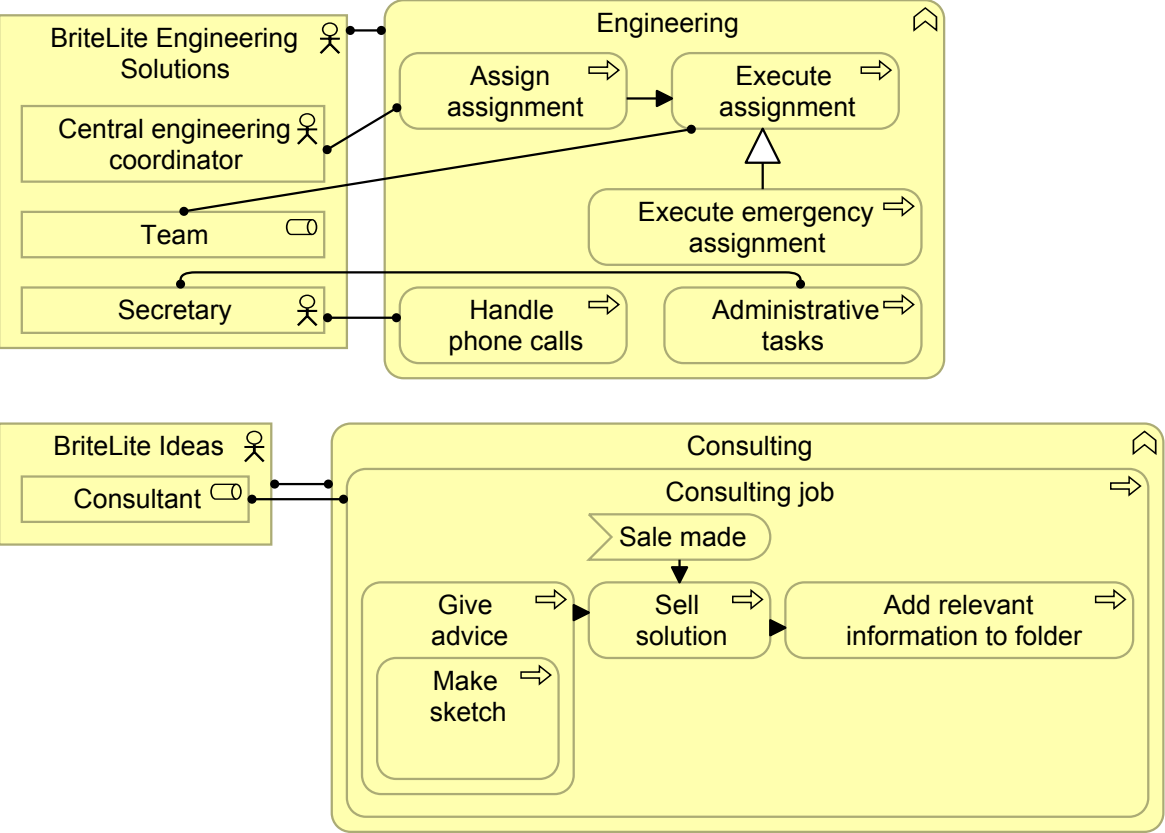 BriteLite Engineering
Solutions
Engineering
Assign
assignment
Execute
assignment
Central engineering
coordinator
Execute emergency
assignment
Team
Secretary
Handle
phone calls
Administrative
tasks
BriteLite Ideas
Consultant
Consulting
Consulting job
Sale made
Give
advice
Sell
solution
Add relevant
information to folder
Make
sketch